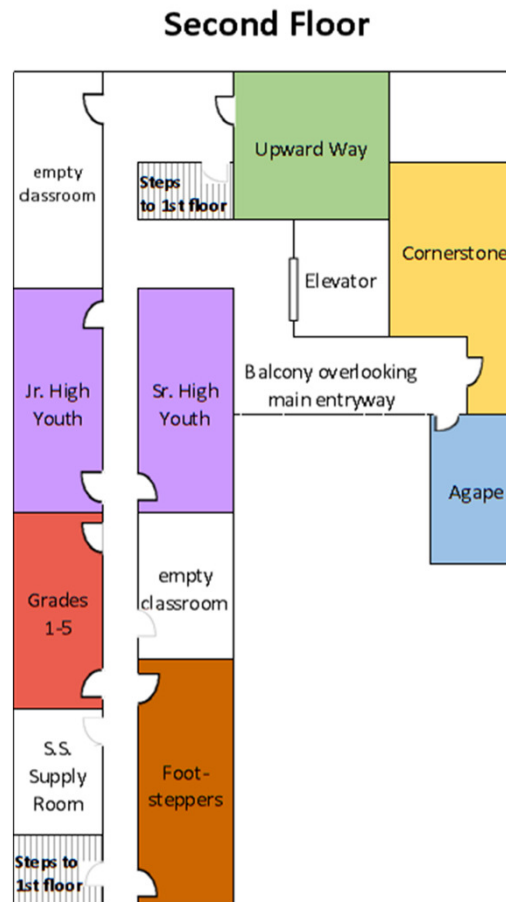 Second Floor
Upward Way
empty
classroom
Steps
to 1st floor
Cornerstone
Elevator
Balcony overlooking
main entryway
Jr. High
Youth
Sr. High
Youth
Agape
empty
classroom
Grades
1-5
S.S.
Supply
Room
Foot-
steppers
Steps to
1st floor